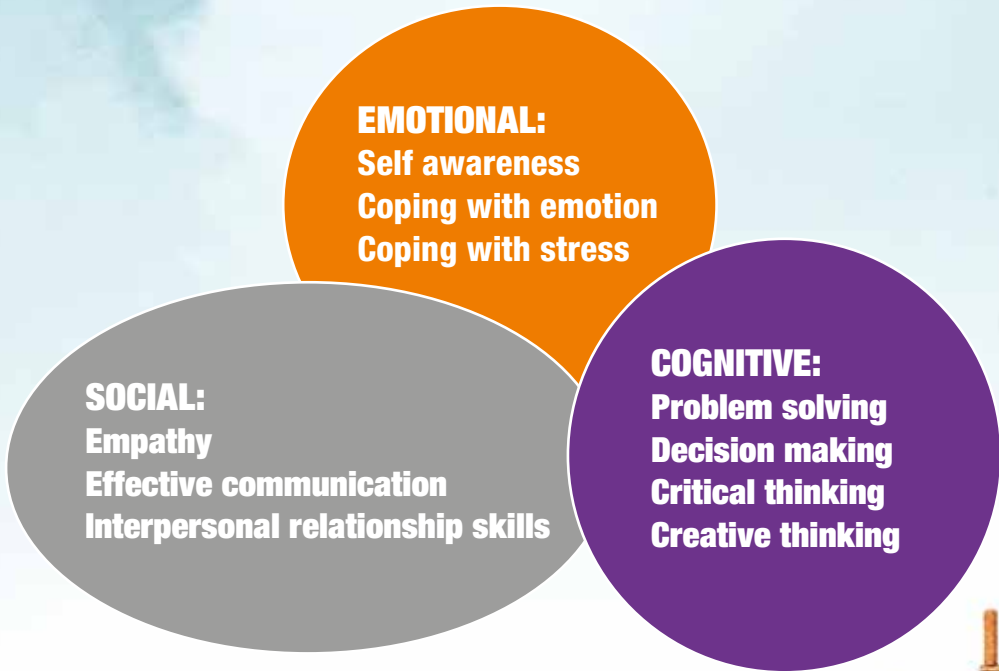 EMOTIONAL:
Self awareness
Coping with emotion
Coping with stress
SOCIAL:
Empathy
Effective communication
Interpersonal relationship skills
COGNITIVE:
Problem solving
Decision making
Critical thinking
Creative thinking